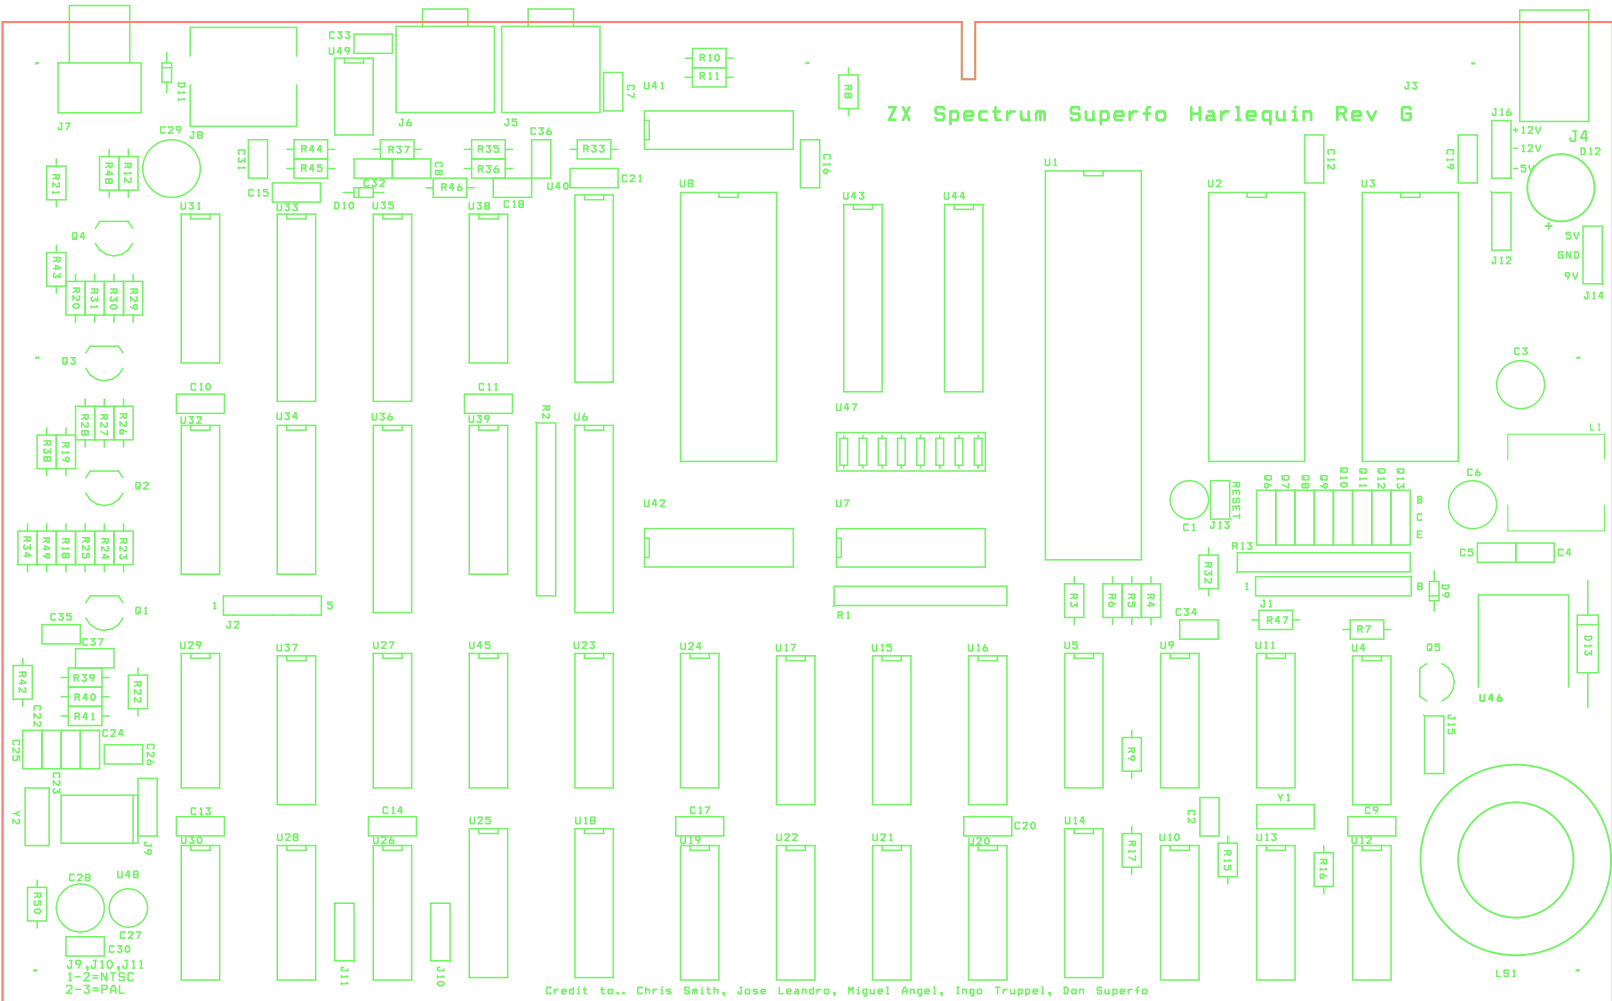 C33
U49
R10
R11
U41
J3
C7
R8
D11
J7
J8
C29
J6
J5
C36
ZX Spectrum Superfo Harlequin Rev G
J16
+12V
-12V
-5V
J4
D12
R44
R45
C31
R37
C8
R35
R36
R33
C16
U1
C12
C19
R48
R12
R21
C15
C32
R46
U40
C21
U8
U43
U44
U2
U3
D10
U31
U33
U35
U38
C18
Q4
+
5V
GND
9V
J12
J14
R43
R20
R31
R30
R29
Q3
C3
C10
C11
R2
U47
U32
U34
U36
U39
U6
L1
R28
R27
R26
R38
R19
Q2
U42
U7
C1
J13
RESET
Q6
Q7
Q8
Q9
Q10
Q11
Q12
Q13
B
C
E
C6
R34
R49
R18
R25
R24
R23
R13
C5
C4
R32
1
J1
8
D9
Q1
1
J2
5
R1
R3
R6
R5
R4
C34
R47
R7
D13
C35
C37
U29
U37
U27
U45
U23
U24
U17
U15
U16
U5
U9
U11
U4
Q5
R42
R39
R40
R41
R22
U46
C22
C24
C25
C26
J15
R9
C23
Y2
J9
C13
C14
C17
C20
C2
Y1
C9
U30
U28
U26
U25
U18
U19
U22
U21
U20
U14
U10
U13
U12
R17
R15
R16
C28
U48
R50
C27
C30
J9,J10,J11
1-2=NTSC
2-3=PAL
J11
J10
LS1
Credit to.. Chris Smith, Jose Leandro, Miguel Angel, Ingo Truppel, Don Superfo